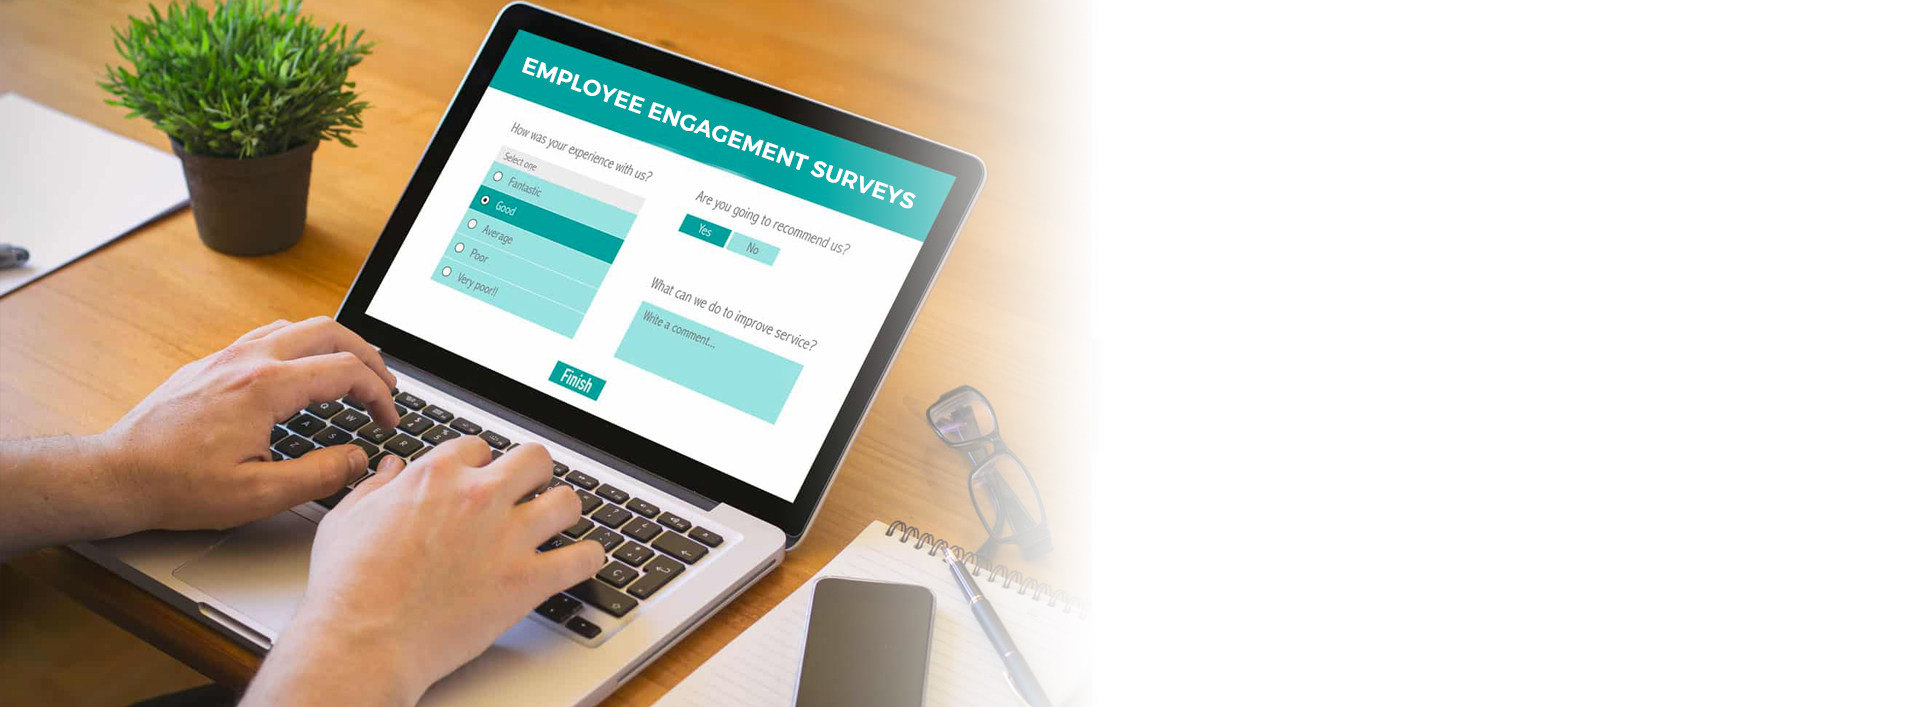 EMPLOYEE ENGAGEMENT SURVEYS
How was your experience with us?
Select one
Fantastic
Good
Average
Poor
Very poor!!
Are you going to recommend us?
Yes
No
What can we do to improve service?
Write a comment...
Finish